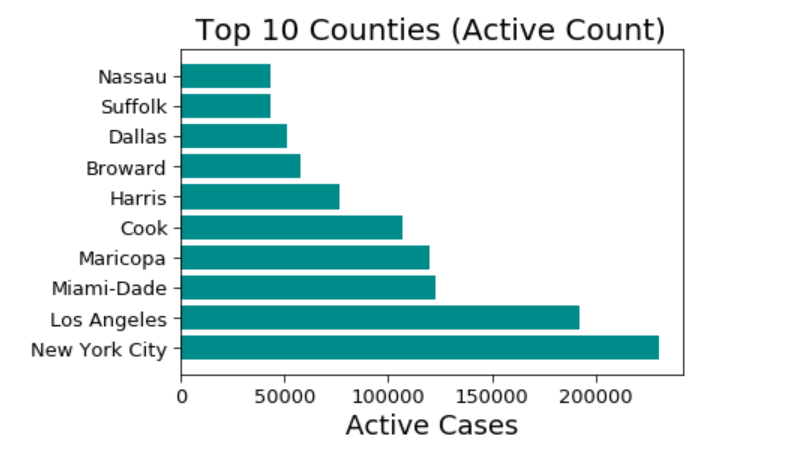 Top 10 Counties (Active Count)
Nassau
Suffolk
Dallas
Broward
Harris
Cook
Maricopa
Miami-Dade
Los Angeles
New York City
0 50000 100000 150000 200000
Active Cases